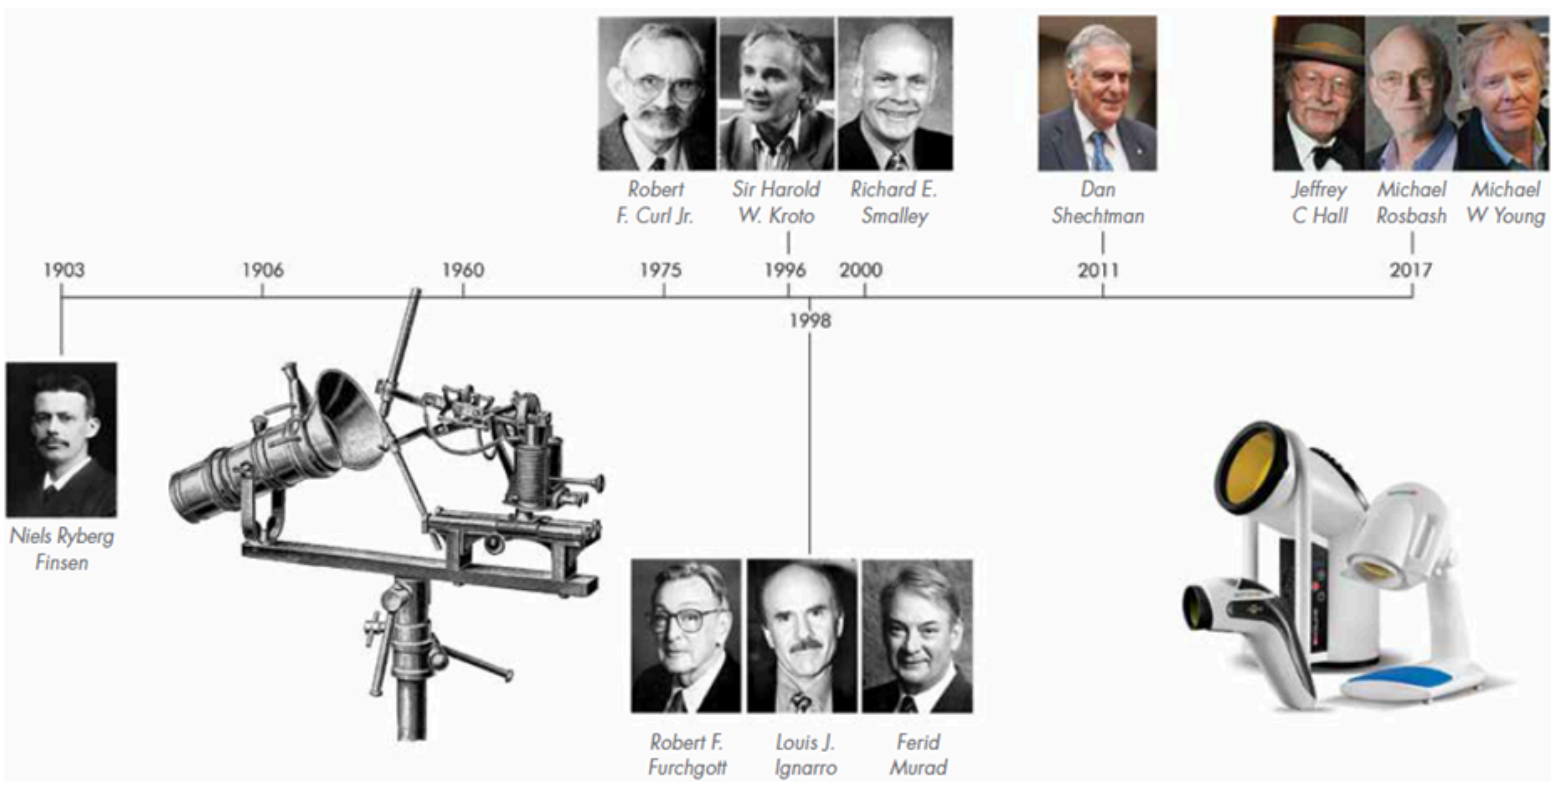 Robert
F. Curl Jr.
Sir Harold
W. Kroto
Richard E.
Smalley
Dan
Shechtman
Jeffrey
C Hall
Michael
Rosbash
Michael
W Young
1903
1906
1960
1975
1996
2000
2011
2017
1998
Niels Ryberg
Finsen
Robert F.
Furchgott
Louis J.
Ignarro
Ferid
Murad